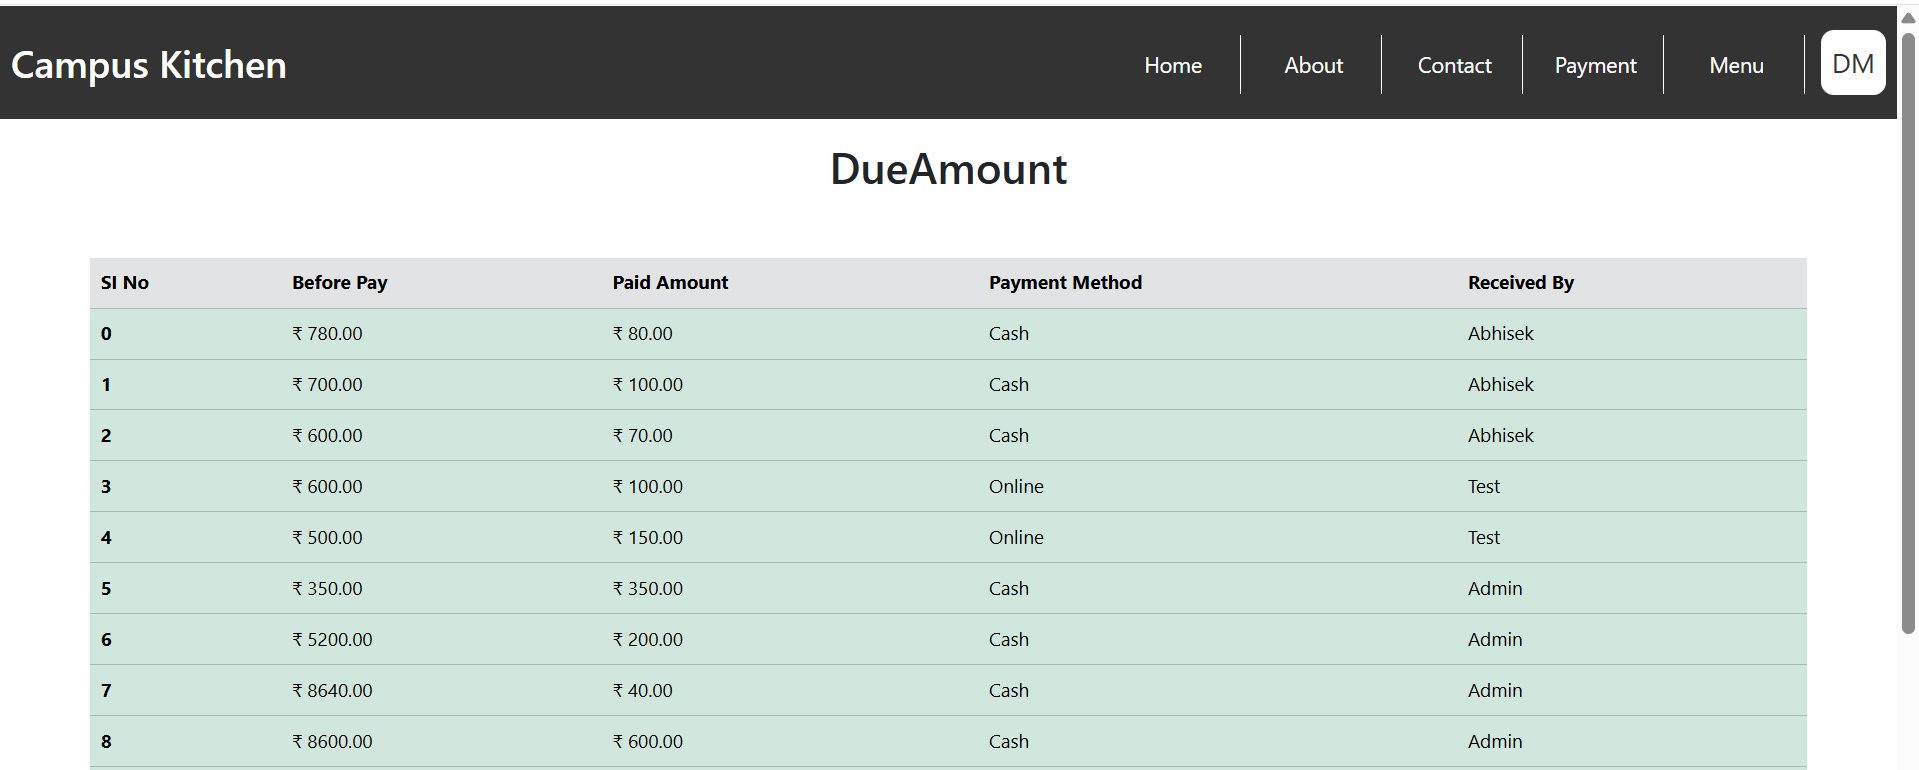 Campus Kitchen Home About Contact Payment Menu DM
DueAmount
SI No Before Pay Paid Amount Payment Method Received By
0 ₹ 780.00 ₹ 80.00 Cash Abhisek
1 ₹ 700.00 ₹ 100.00 Cash Abhisek
2 ₹ 600.00 ₹ 70.00 Cash Abhisek
3 ₹ 600.00 ₹ 100.00 Online Test
4 ₹ 500.00 ₹ 150.00 Online Test
5 ₹ 350.00 ₹ 350.00 Cash Admin
6 ₹ 5200.00 ₹ 200.00 Cash Admin
7 ₹ 8640.00 ₹ 40.00 Cash Admin
8 ₹ 8600.00 ₹ 600.00 Cash Admin